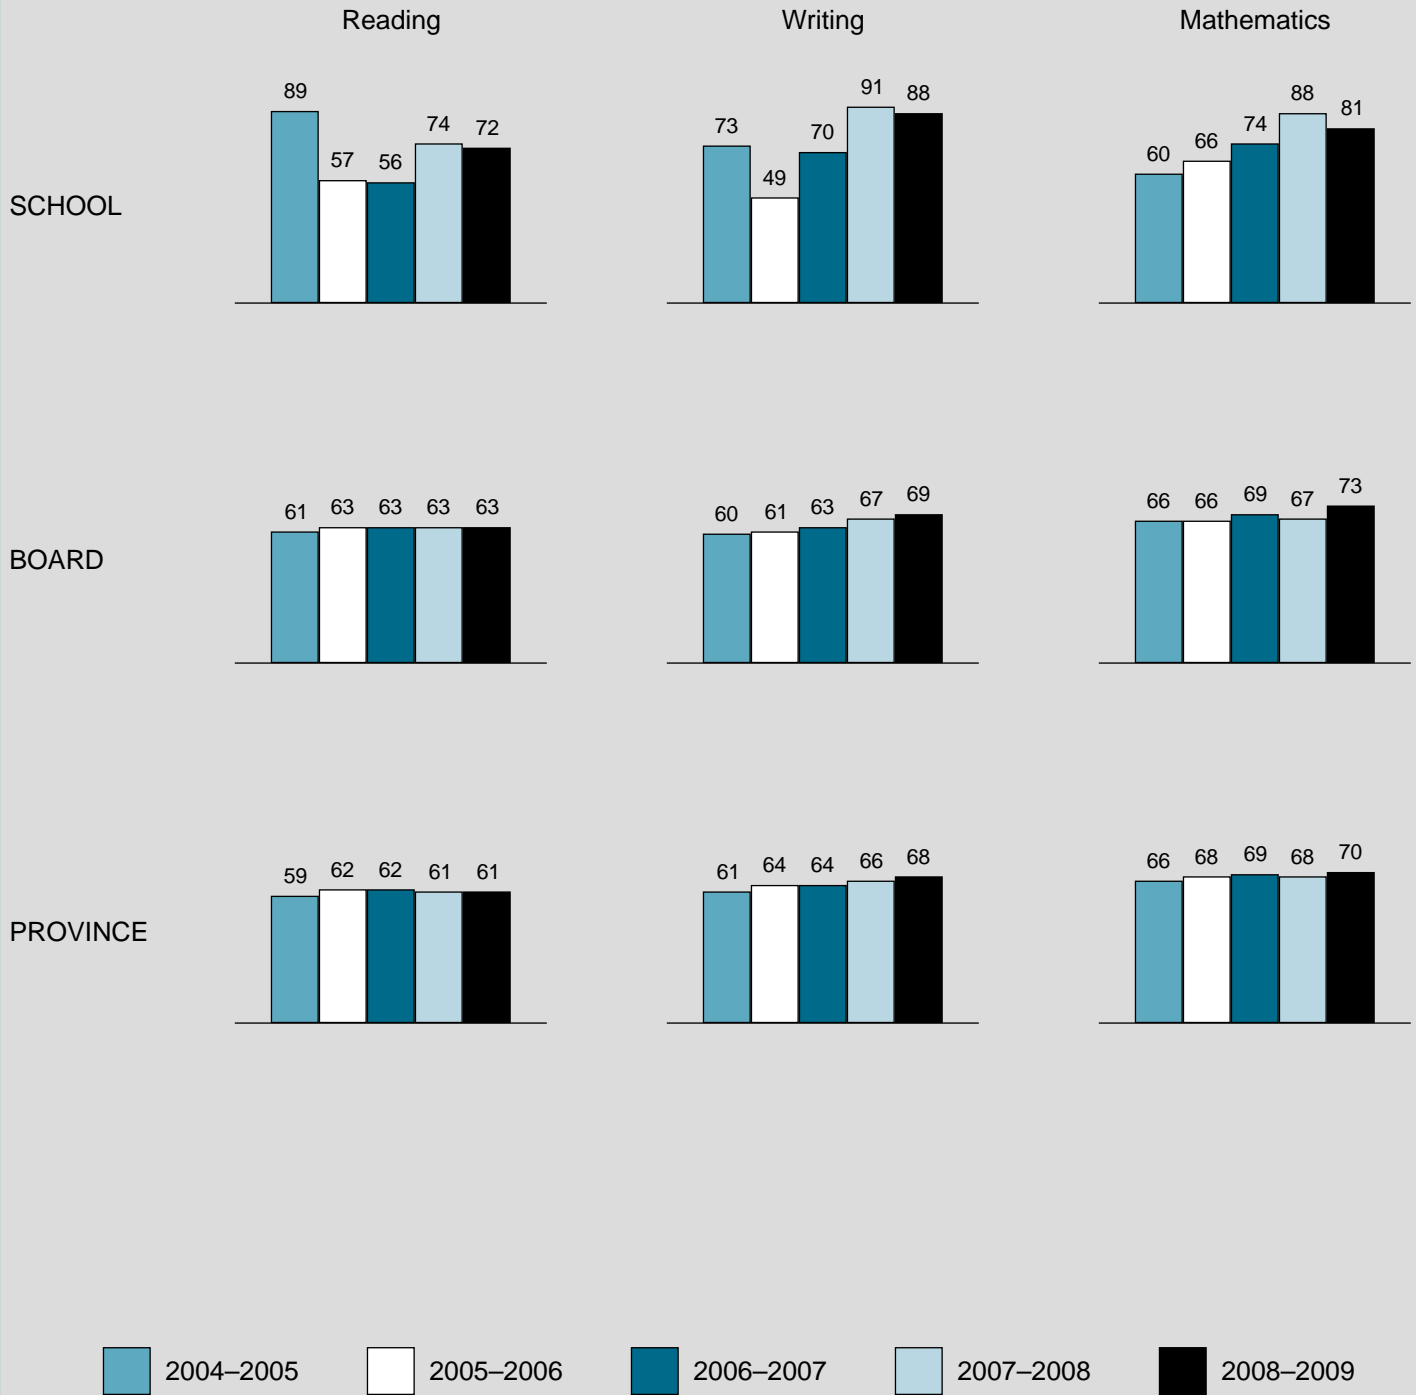 Reading Writing Mathematics
SCHOOL
89 57 56 74 72
73 49 70 91 88
60 66 74 88 81
BOARD
61 63 63 63 63
60 61 63 67 69
66 66 69 67 73
PROVINCE
59 62 62 61 61
61 64 64 66 68
66 68 69 68 70
2004–2005 2005–2006 2006–2007 2007–2008 2008–2009